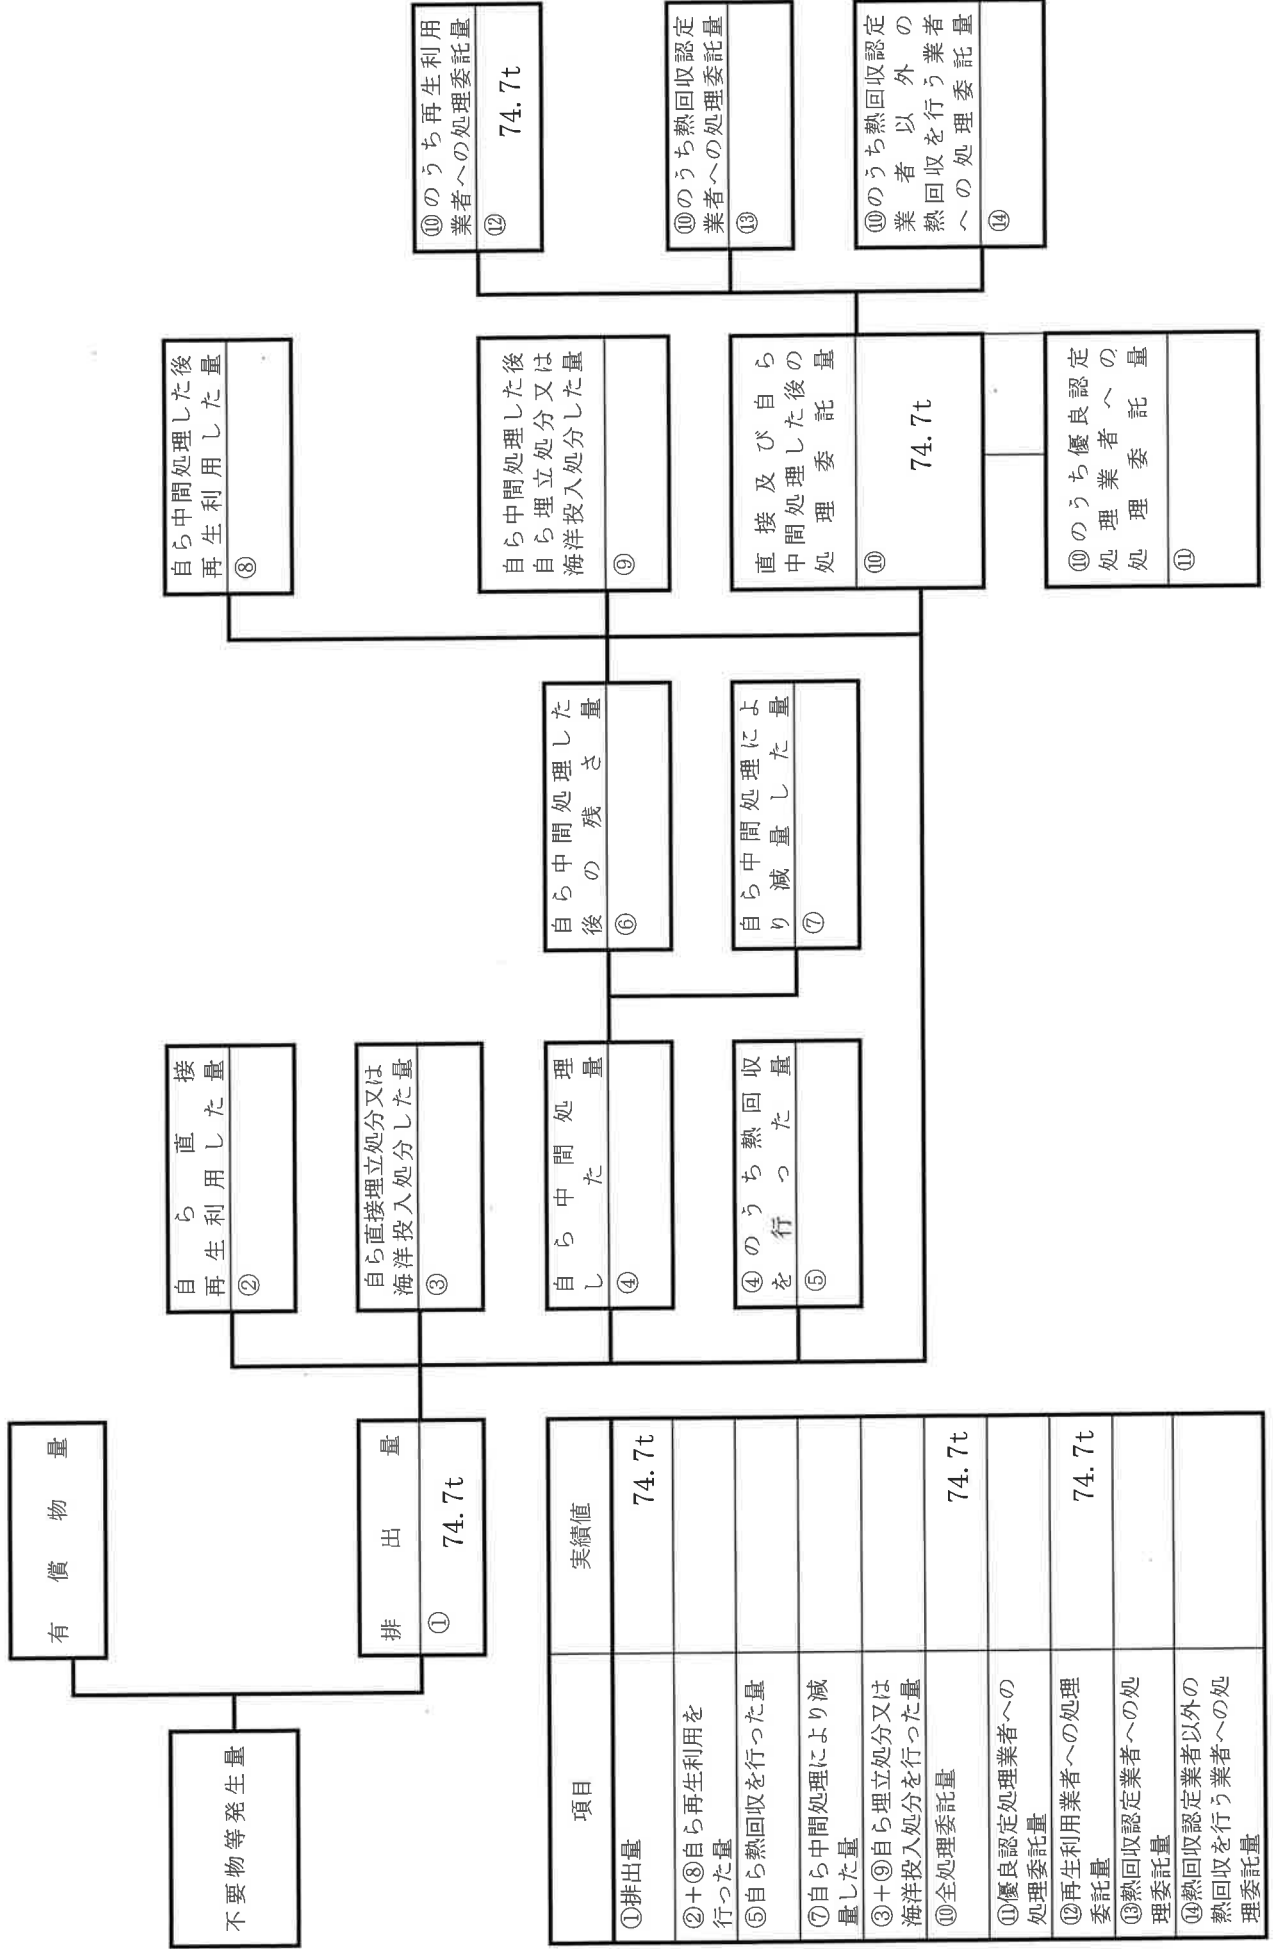 不要物等発生量
有償物量
排出量
①
74.7t
自ら直接
再生利用した量
②
自ら直接埋立処分又は
海洋投入処分した量
③
自ら中間処理
した量
④
④のうち熱回収
を行った量
⑤
自ら中間処理した
後の残さ量
⑥
自ら中間処理によ
り減量した量
⑦
自ら中間処理した後
再生利用した量
⑧
自ら中間処理した後
自ら埋立処分又は
海洋投入処分した量
⑨
直接及び自ら
中間処理した後の
処理委託量
⑩
74.7t
⑩のうち優良認定
処理業者への
処理委託量
⑪
⑩のうち再生利用
業者への処理委託量
⑫
74.7t
⑩のうち熱回収認定
業者への処理委託量
⑬
⑩のうち熱回収認定
業者以外の
熱回収を行う業者
への処理委託量
⑭
項目 実績値
①排出量 74.7t
②+⑧自ら再生利用を
行った量
⑤自ら熱回収を行った量
⑦自ら中間処理により減
量した量
③+⑨自ら埋立処分又は
海洋投入処分を行った量
⑩全処理委託量 74.7t
⑪優良認定処理業者への
処理委託量
⑫再生利用業者への処理
委託量 74.7t
⑬熱回収認定業者への処
理委託量
⑭熱回収認定業者以外の
熱回収を行う業者への処
理委託量